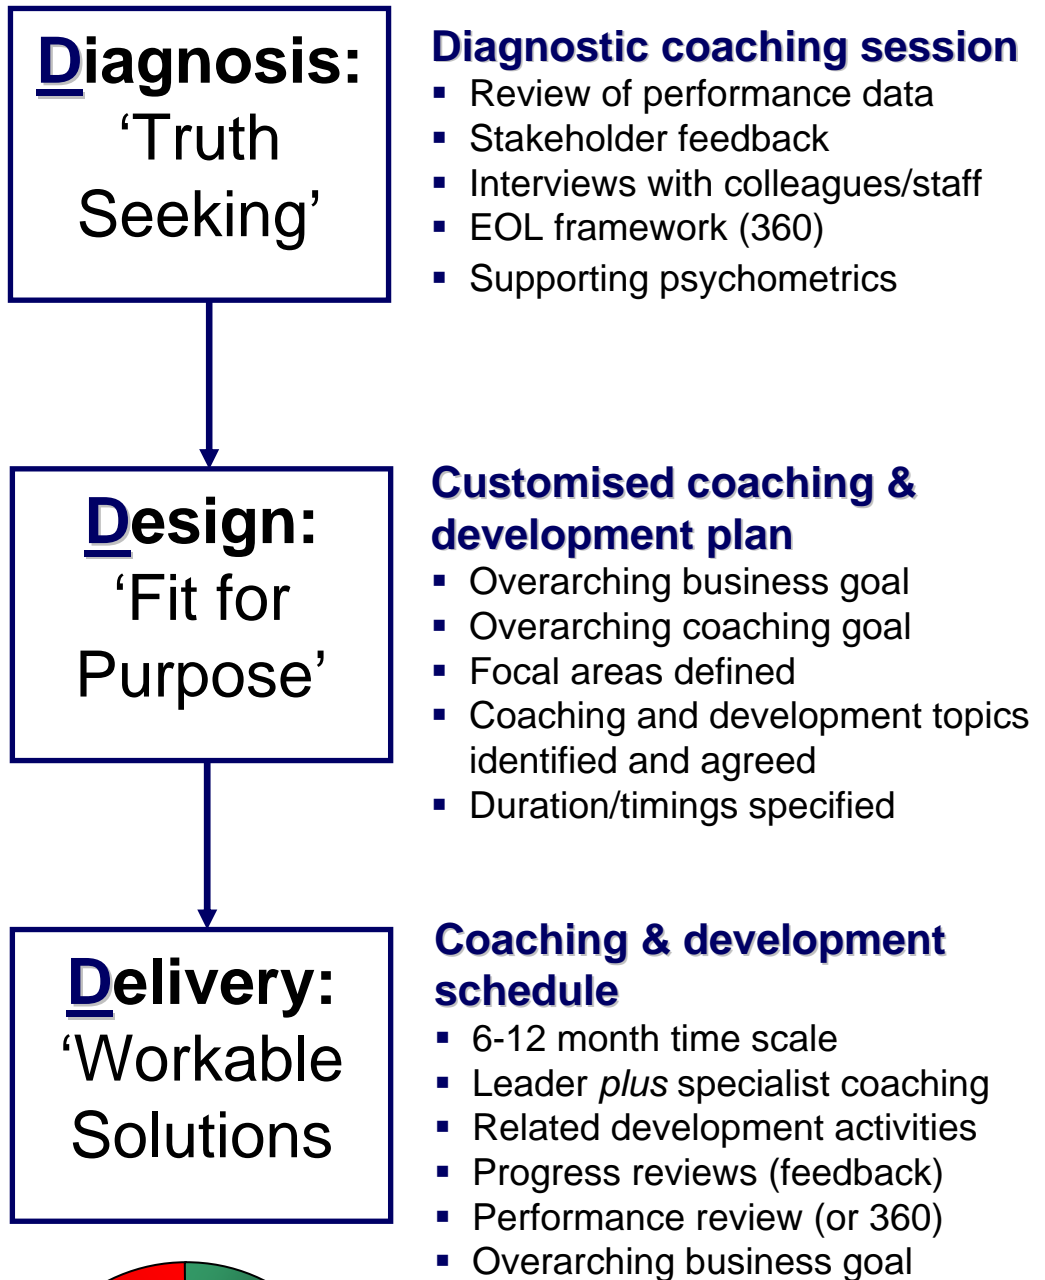 Diagnosis:
‘Truth
Seeking’
Diagnostic coaching session
▪ Review of performance data
▪ Stakeholder feedback
▪ Interviews with colleagues/staff
▪ EOL framework (360)
▪ Supporting psychometrics
Design:
‘Fit for
Purpose’
Customised coaching &
development plan
▪ Overarching business goal
▪ Overarching coaching goal
▪ Focal areas defined
▪ Coaching and development topics
identified and agreed
▪ Duration/timings specified
Delivery:
‘Workable
Solutions
Coaching & development
schedule
▪ 6-12 month time scale
▪ Leader plus specialist coaching
▪ Related development activities
▪ Progress reviews (feedback)
▪ Performance review (or 360)
▪ Overarching business goal